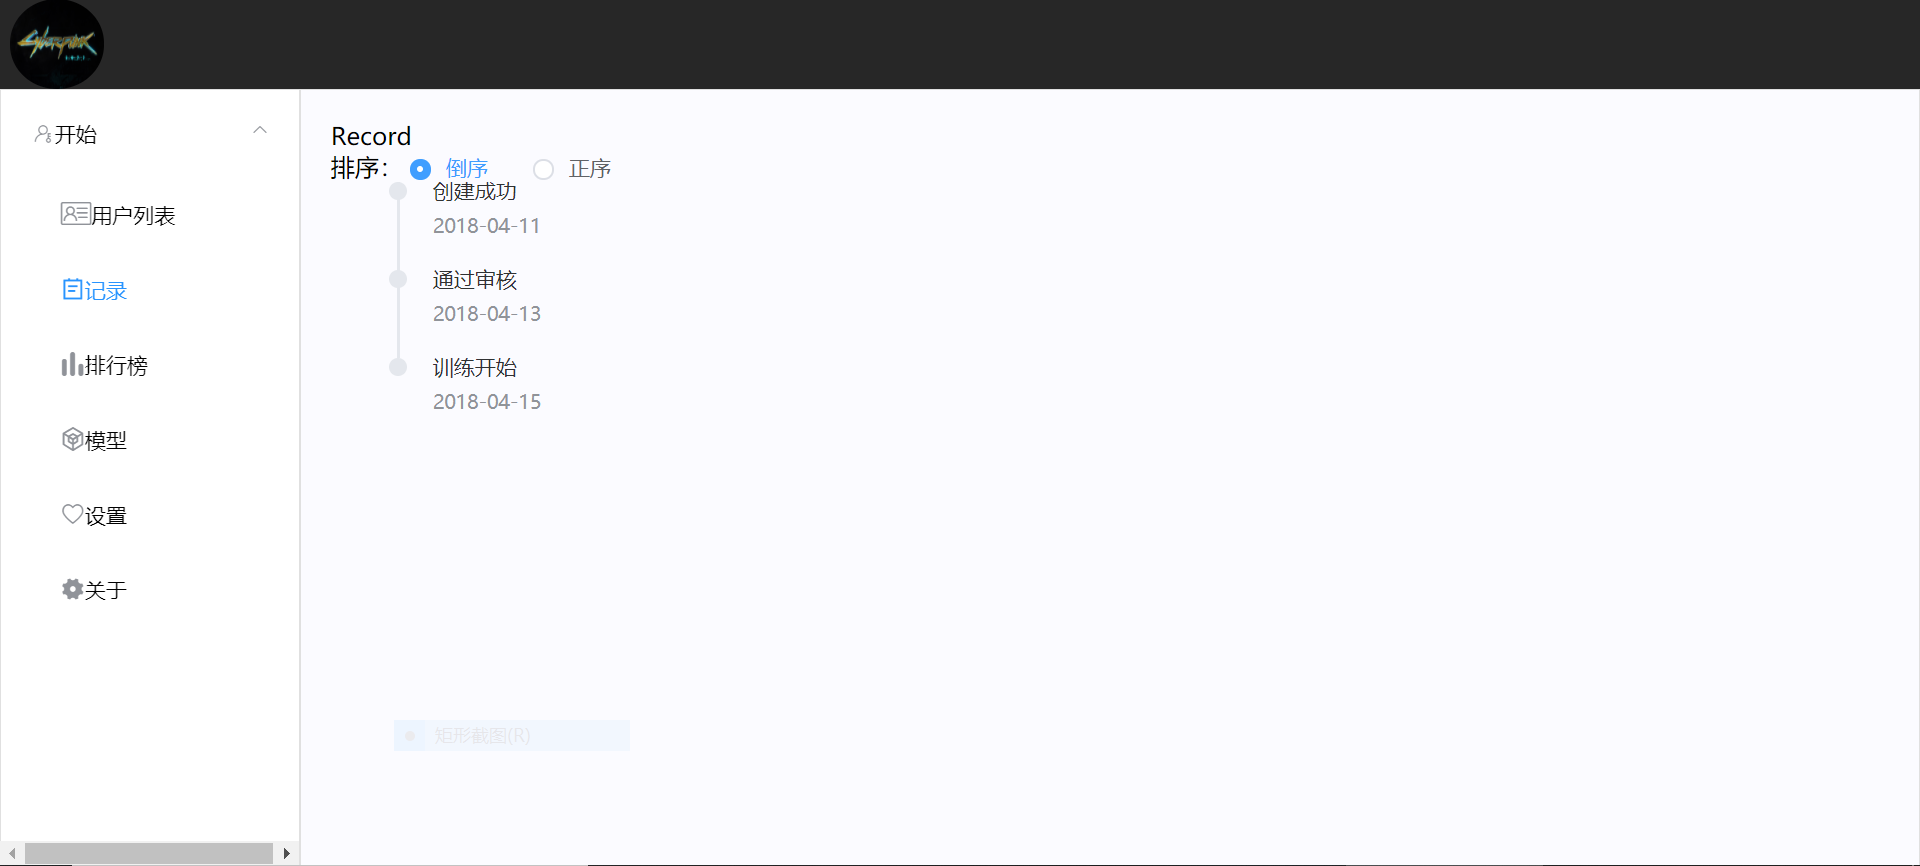 开始
用户列表
记录
排行榜
模型
设置
关于
Record
排序： 倒序 正序
创建成功
2018-04-11
通过审核
2018-04-13
训练开始
2018-04-15
矩形截图(R)